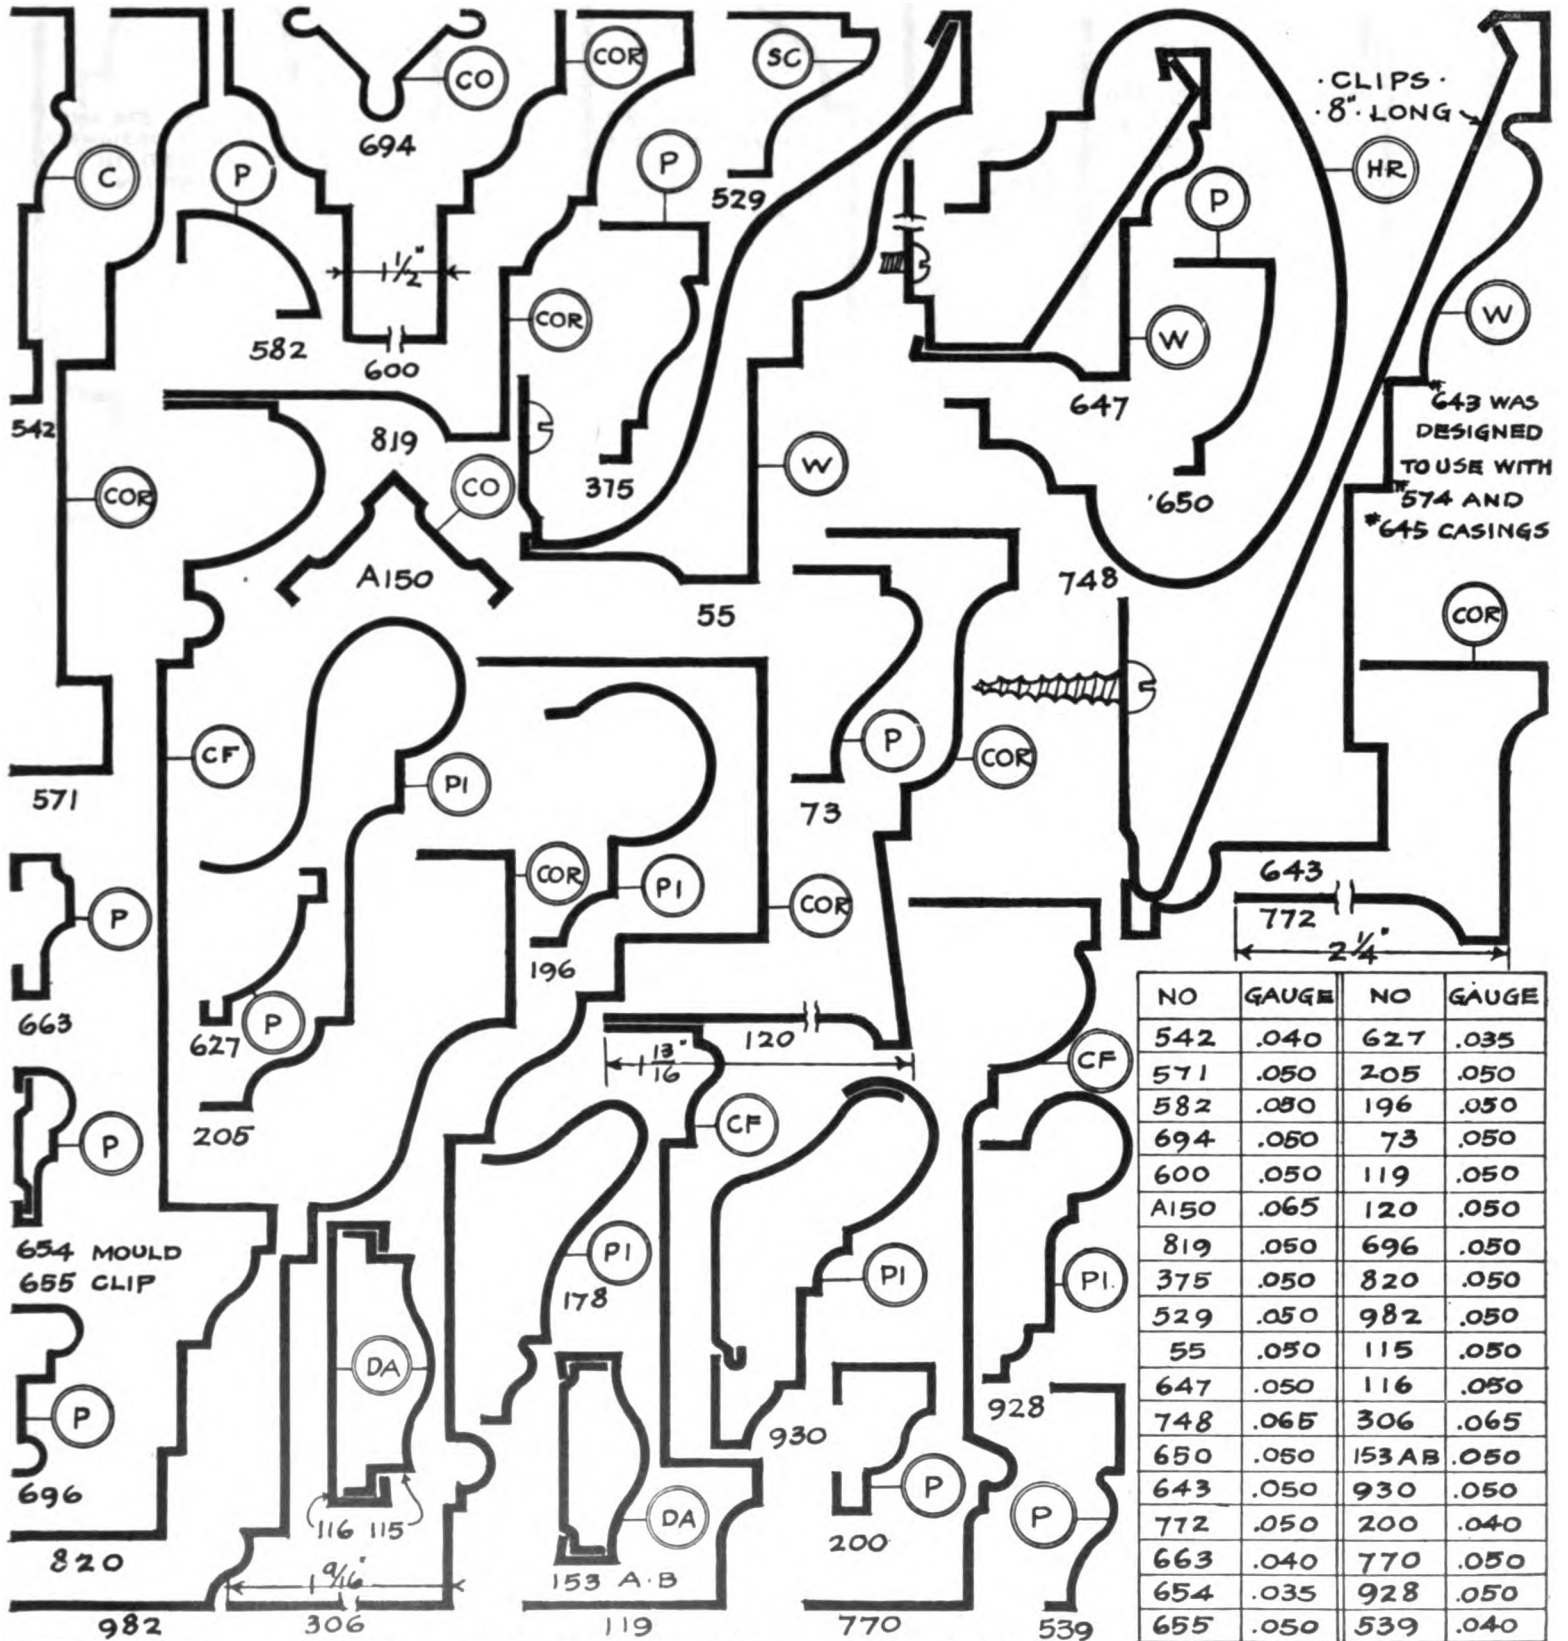 CO
COR
SC
· CLIPS ·
· 8" · LONG
694
C
P
P
529
HR
P
1 1/2"
582
600
COR
W
W
647
542
819
#643 WAS
DESIGNED
TO USE WITH
#574 AND
#645 CASINGS
COR
CO
375
W
650
A150
748
55
COR
CF
P1
P
COR
571
73
P
COR
P1
COR
643
772
2 1/4"
196
663
627
P
120
1 13/16"
CF
205
P
CF
654 MOULD
655 CLIP
P1
178
P1
P1.
DA
P
928
930
696
P
P
116 115
DA
200
820
1 9/16"
153 A·B
982
306
119
770
539
NO GAUGE NO GAUGE
542 .040 627 .035
571 .050 205 .050
582 .050 196 .050
694 .050 73 .050
600 .050 119 .050
A150 .065 120 .050
819 .050 696 .050
375 .050 820 .050
529 .050 982 .050
55 .050 115 .050
647 .050 116 .050
748 .065 306 .065
650 .050 153AB .050
643 .050 930 .050
772 .050 200 .040
663 .040 770 .050
654 .035 928 .050
655 .050 539 .040